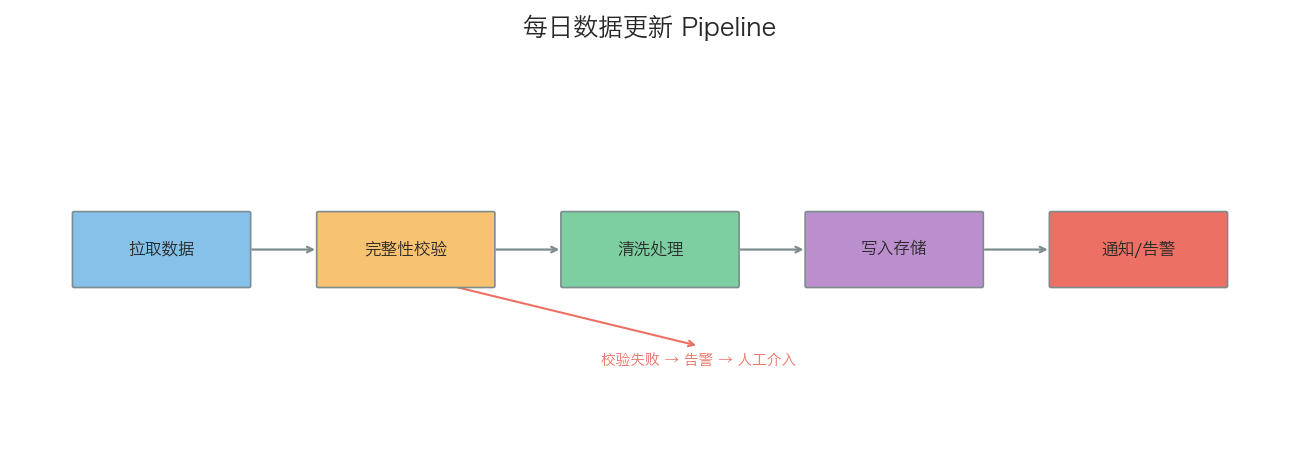 每日数据更新 Pipeline
拉取数据
完整性校验
清洗处理
写入存储
通知/告警
校验失败 → 告警 → 人工介入